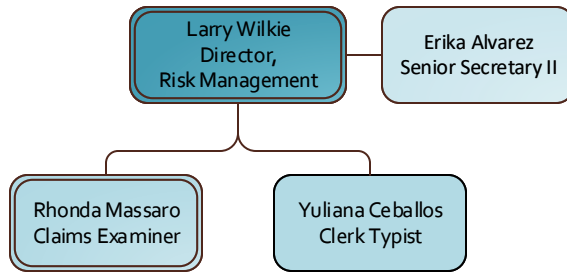 Larry Wilkie
Director,
Risk Management
Erika Alvarez
Senior Secretary II
Rhonda Massaro
Claims Examiner
Yuliana Ceballos
Clerk Typist